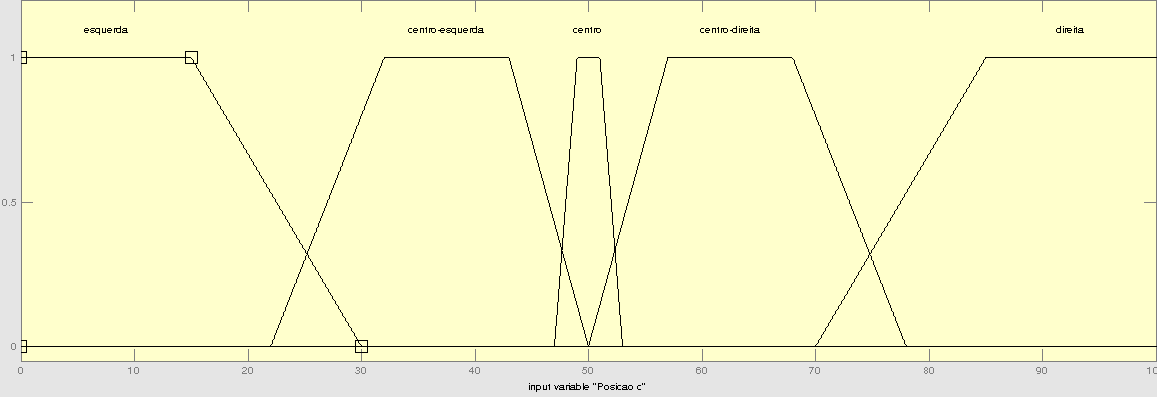 esquerda centro-esquerda centro centro-direita direita
1
0.5
0
0 10 20 30 40 50 60 70 80 90 10
input variable "Posicao c"